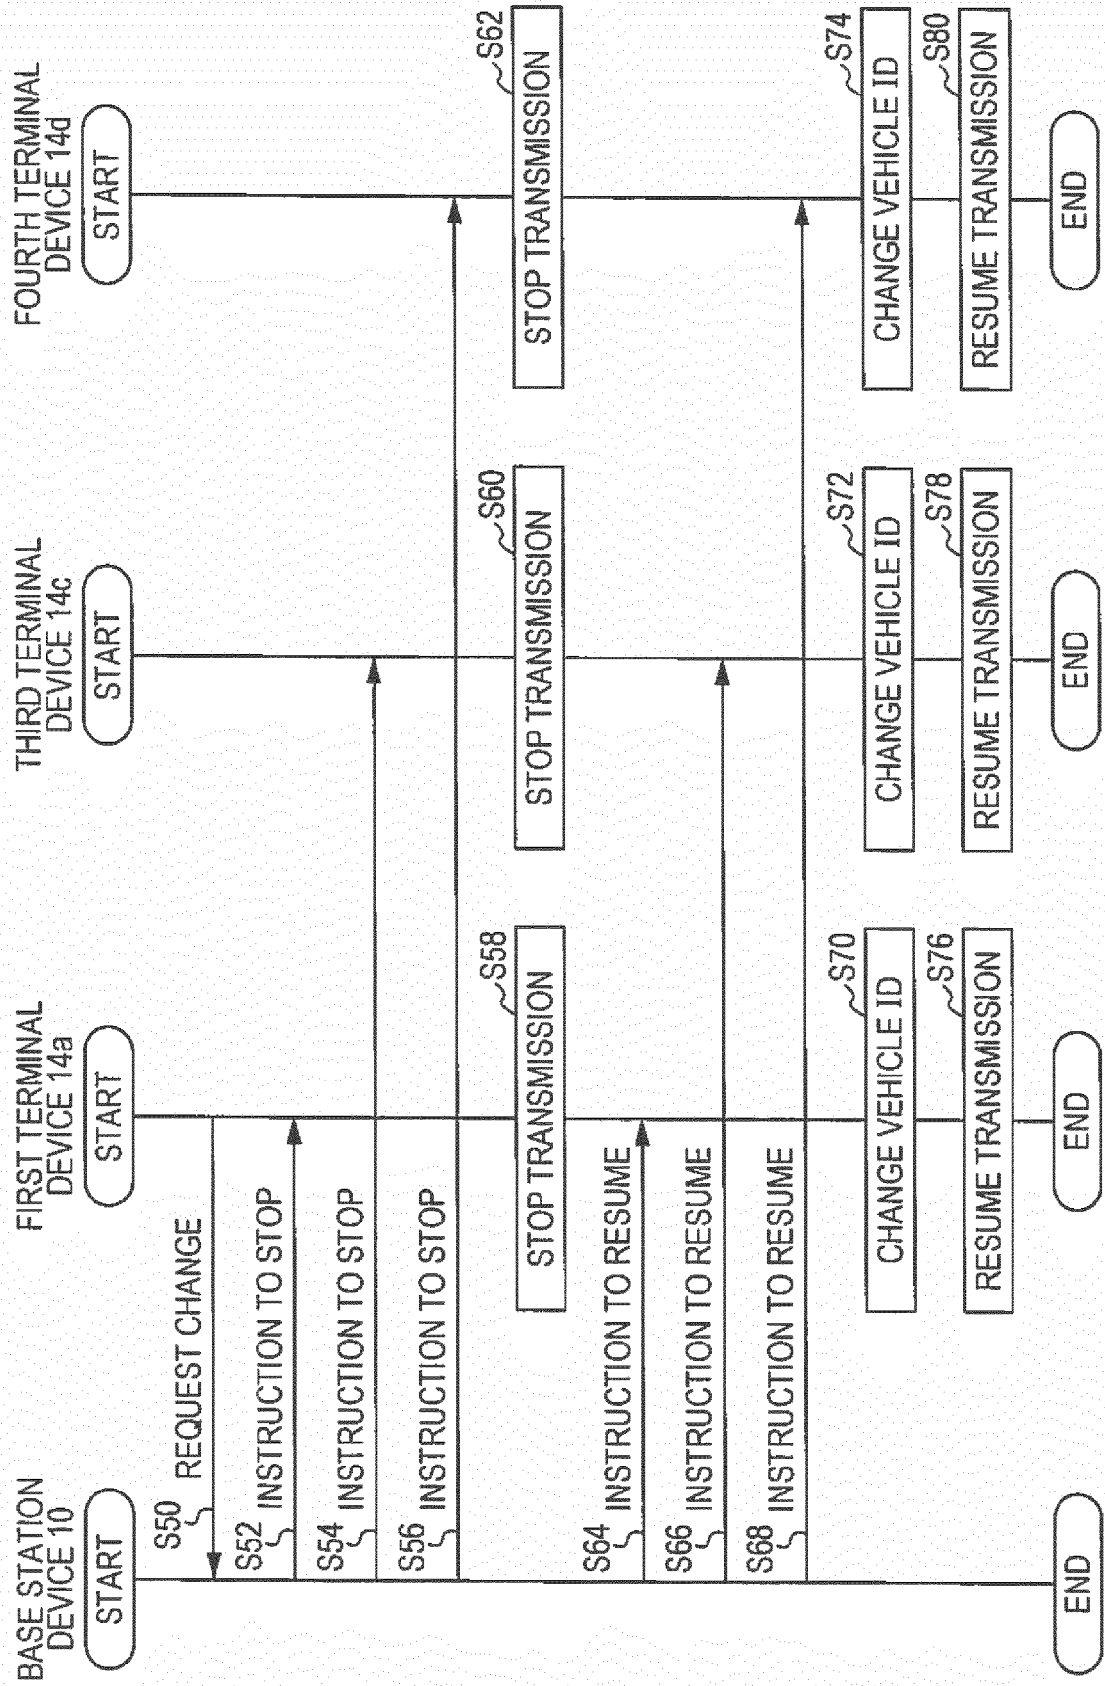 BASE STATION
DEVICE 10
FIRST TERMINAL
DEVICE 14a
THIRD TERMINAL
DEVICE 14c
FOURTH TERMINAL
DEVICE 14d
START
START
START
START
S50
REQUEST CHANGE
S52
INSTRUCTION TO STOP
S54
INSTRUCTION TO STOP
S56
INSTRUCTION TO STOP
S58
STOP TRANSMISSION
S60
STOP TRANSMISSION
S62
STOP TRANSMISSION
S64
INSTRUCTION TO RESUME
S66
INSTRUCTION TO RESUME
S68
INSTRUCTION TO RESUME
S70
CHANGE VEHICLE ID
S72
CHANGE VEHICLE ID
S74
CHANGE VEHICLE ID
S76
RESUME TRANSMISSION
S78
RESUME TRANSMISSION
S80
RESUME TRANSMISSION
END
END
END
END